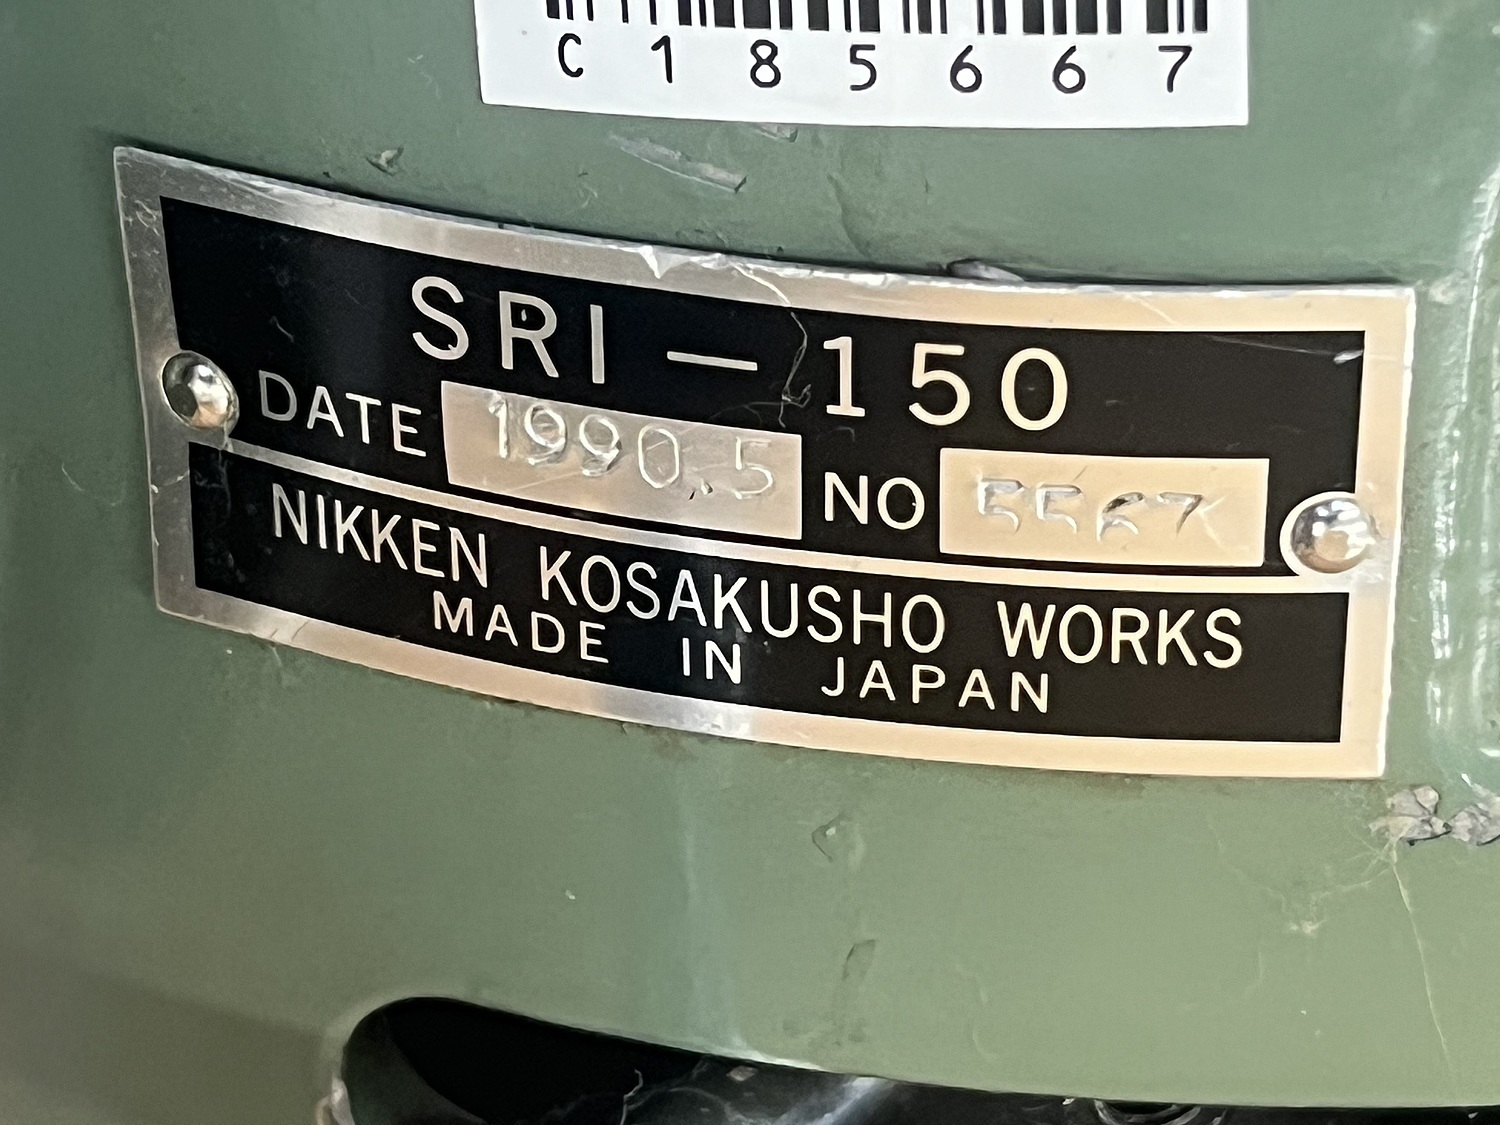 C185667
SRI-150
DATE 1990.5 NO 5567
NIKKEN KOSAKUSHO WORKS
MADE IN JAPAN